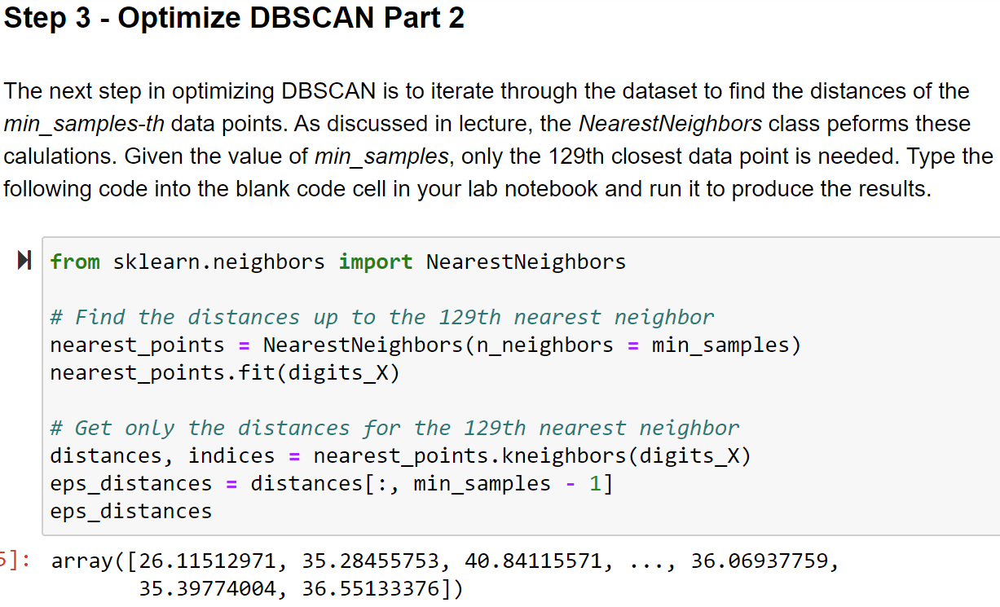 Step 3 - Optimize DBSCAN Part 2
The next step in optimizing DBSCAN is to iterate through the dataset to find the distances of the
min_samples-th data points. As discussed in lecture, the NearestNeighbors class peforms these
calulations. Given the value of min_samples, only the 129th closest data point is needed. Type the
following code into the blank code cell in your lab notebook and run it to produce the results.
from sklearn.neighbors import NearestNeighbors
# Find the distances up to the 129th nearest neighbor
nearest_points = NearestNeighbors(n_neighbors = min_samples)
nearest_points.fit(digits_X)
# Get only the distances for the 129th nearest neighbor
distances, indices = nearest_points.kneighbors(digits_X)
eps_distances = distances[:, min_samples - 1]
eps_distances
5]: array([26.11512971, 35.28455753, 40.84115571, ..., 36.06937759,
35.39774004, 36.55133376])